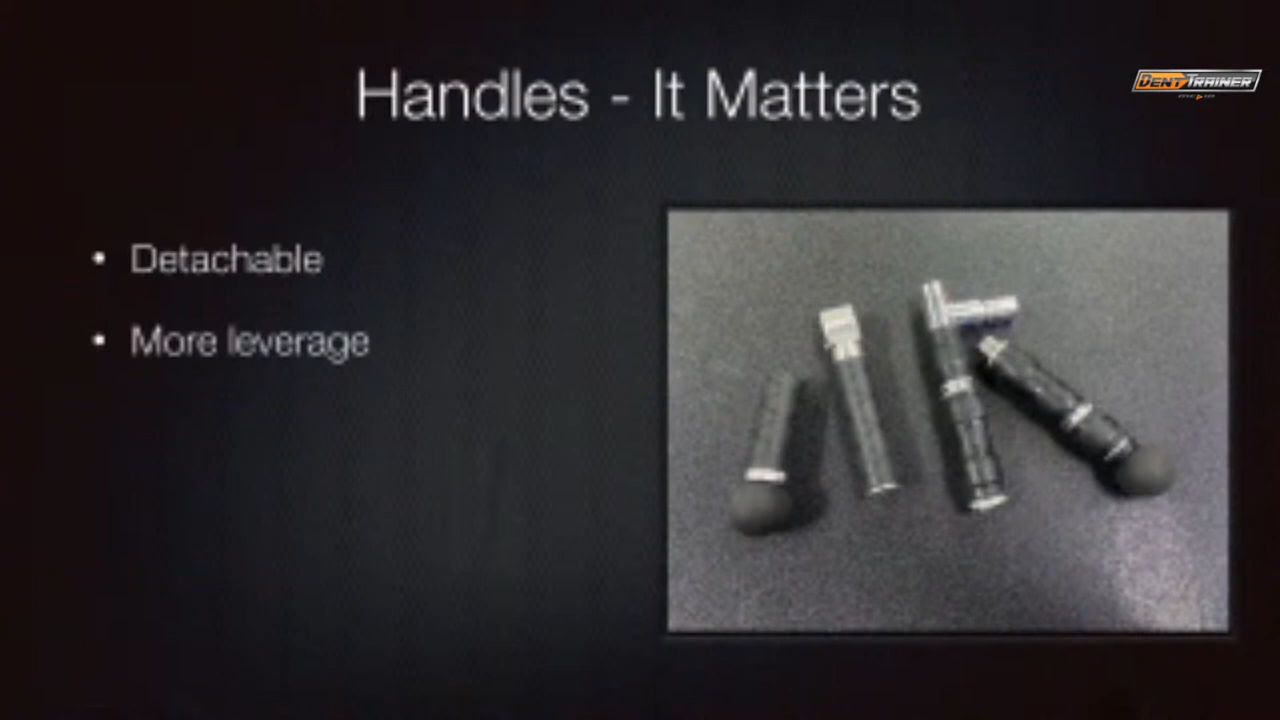 Handles - It Matters
DENT TRAINER
• Detachable
• More leverage